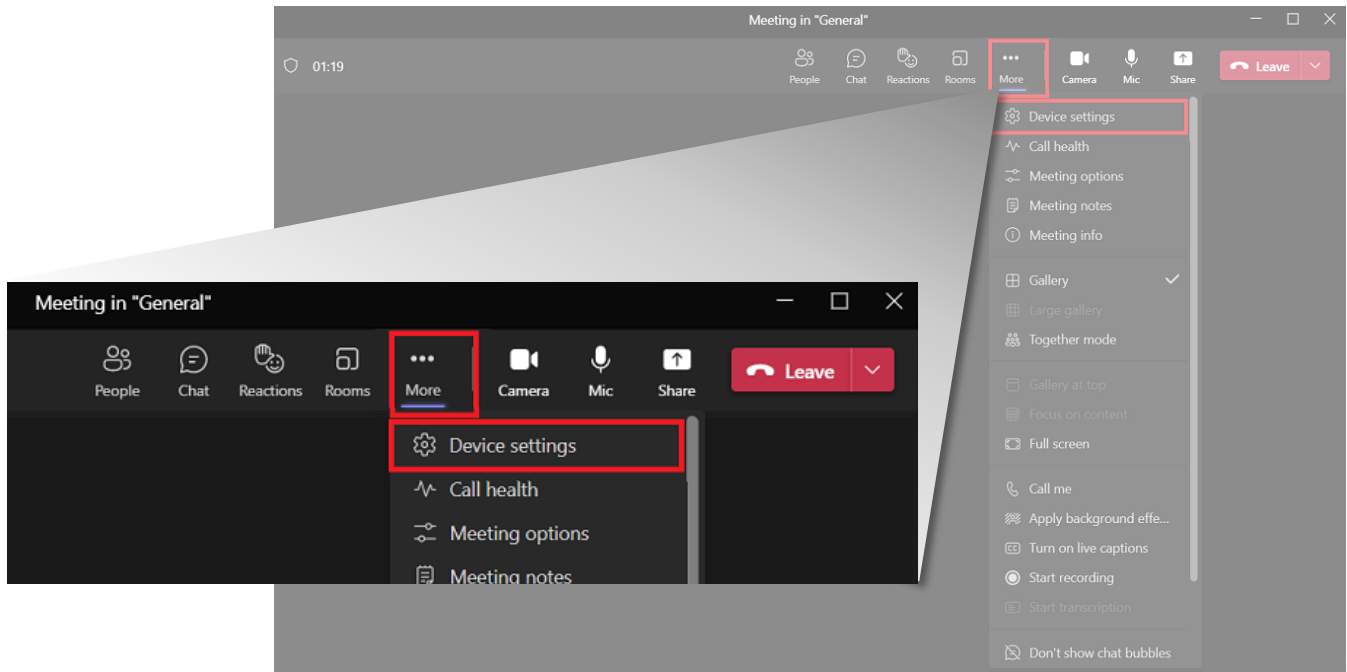 Meeting in "General"
01:19
People Chat Reactions Rooms More Camera Mic Share Leave
Device settings
Call health
Meeting options
Meeting notes
Meeting info
Gallery
Large gallery
Together mode
Gallery at top
Focus on content
Full screen
Call me
Apply background effe...
Turn on live captions
CC
Start recording
Start transcription
Don't show chat bubbles
Meeting in "General"
People Chat Reactions Rooms More Camera Mic Share Leave
Device settings
Call health
Meeting options
Meeting notes